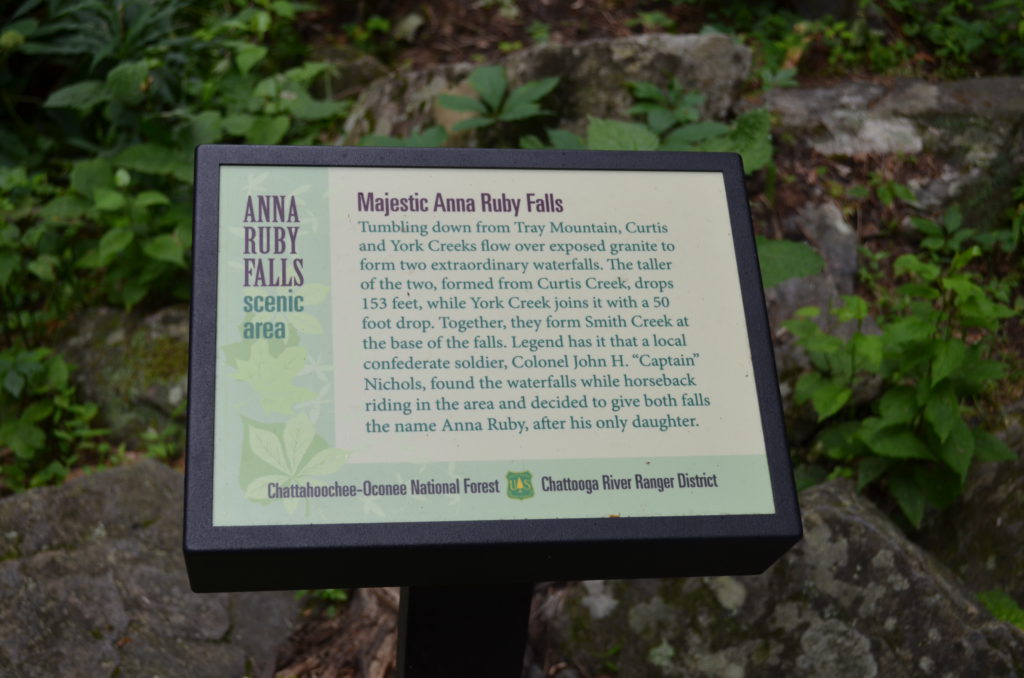 ANNA
RUBY
FALLS
scenic
area
Majestic Anna Ruby Falls
Tumbling down from Tray Mountain, Curtis
and York Creeks flow over exposed granite to
form two extraordinary waterfalls. The taller
of the two, formed from Curtis Creek, drops
153 feet, while York Creek joins it with a 50
foot drop. Together, they form Smith Creek at
the base of the falls. Legend has it that a local
confederate soldier, Colonel John H. “Captain”
Nichols, found the waterfalls while horseback
riding in the area and decided to give both falls
the name Anna Ruby, after his only daughter.
Chattahoochee-Oconee National Forest U S Chattooga River Ranger District